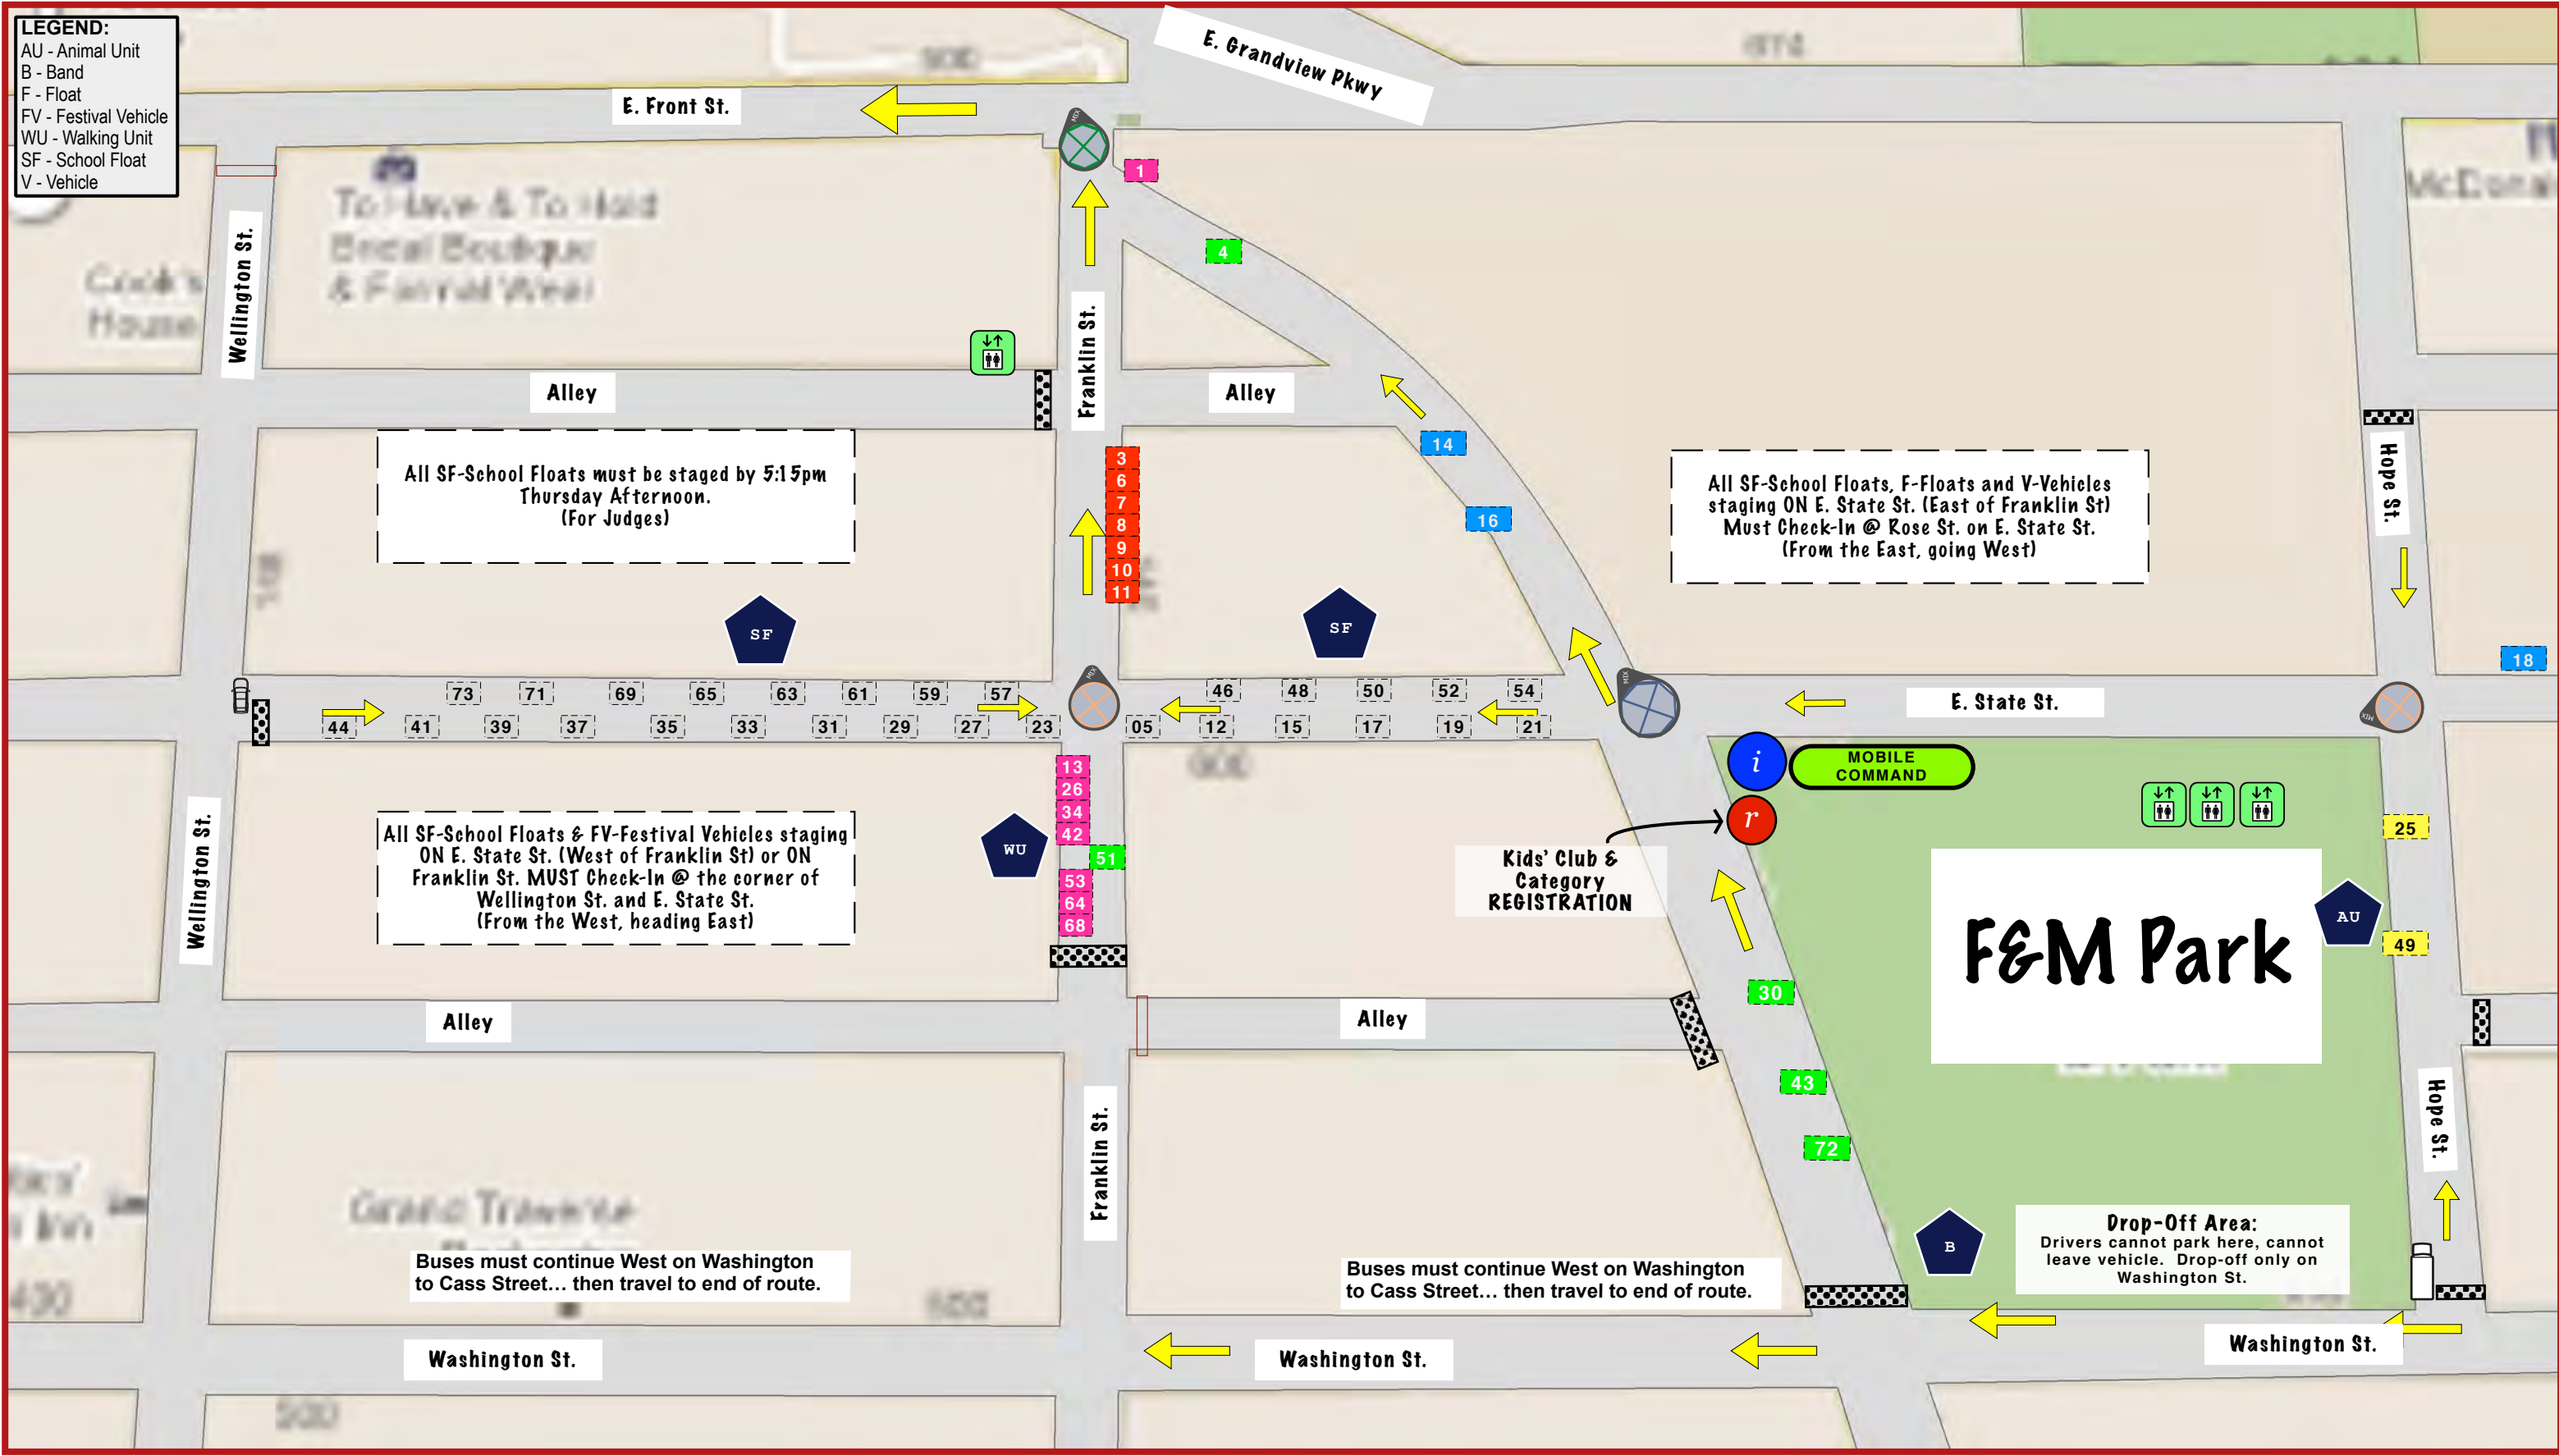 LEGEND:
AU - Animal Unit
B - Band
F - Float
FV - Festival Vehicle
WU - Walking Unit
SF - School Float
V - Vehicle
E. Grandview Pkwy
E. Front St.
1
To Have & To Hold
Bridal Boutique
& Formal Wear
Cook's
House
Wellington St.
4
Franklin St.
Alley
Alley
14
16
3
6
7
8
9
10
11
All SF-School Floats must be staged by 5:15pm
Thursday Afternoon.
(For Judges)
All SF-School Floats, F-Floats and V-Vehicles
staging ON E. State St. (East of Franklin St)
Must Check-In @ Rose St. on E. State St.
(From the East, going West)
Hope St.
SF
SF
18
73 71 69 65 63 61 59 57
46 48 50 52 54
E. State St.
44 41 39 37 35 33 31 29 27 23
05 12 15 17 19 21
13
26
34
42
51
53
64
68
WU
i
MOBILE
COMMAND
r
Kids' Club &
Category
REGISTRATION
All SF-School Floats & FV-Festival Vehicles staging
ON E. State St. (West of Franklin St) or ON
Franklin St. MUST Check-In @ the corner of
Wellington St. and E. State St.
(From the West, heading East)
Wellington St.
F&M Park
25
AU
49
30
43
72
Alley
Alley
Franklin St.
Hope St.
B
Drop-Off Area:
Drivers cannot park here, cannot
leave vehicle. Drop-off only on
Washington St.
Grand Traverse
Buses must continue West on Washington
to Cass Street... then travel to end of route.
Buses must continue West on Washington
to Cass Street... then travel to end of route.
Washington St.
Washington St.
Washington St.